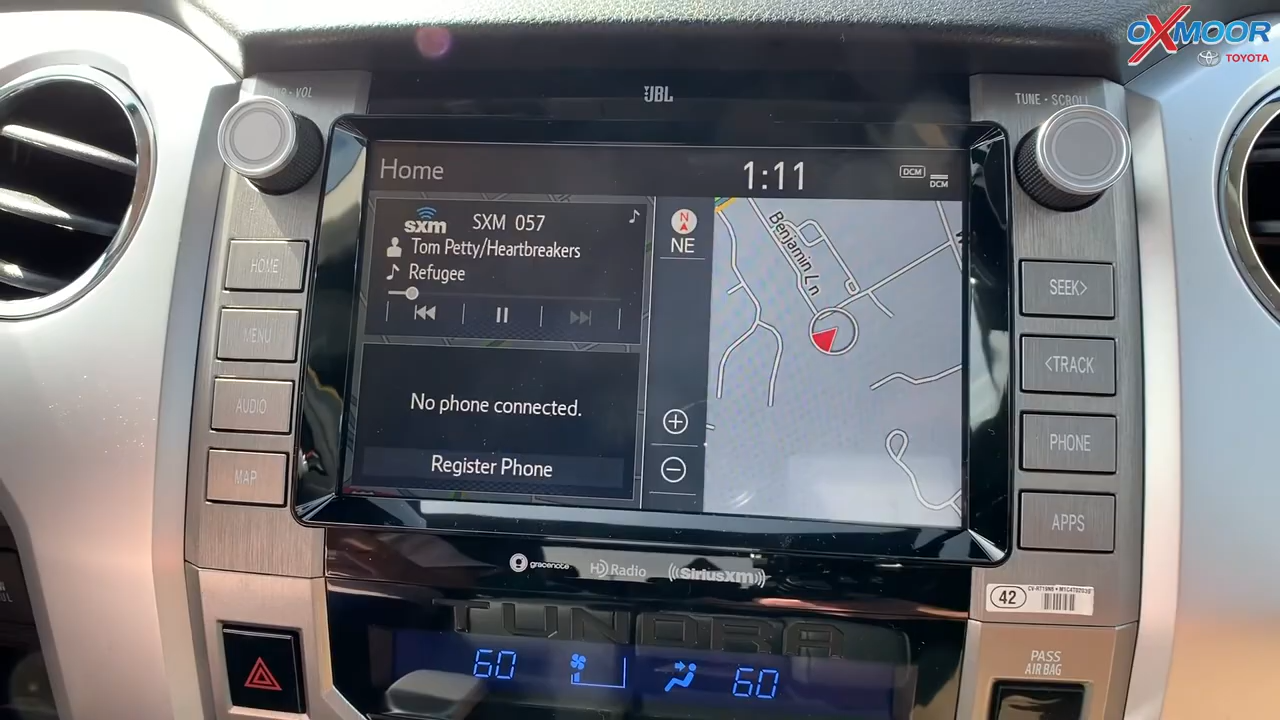 OXMOOR
TOYOTA
JBL
TUNE • SCROLL
Home
1:11
DCM
DCM
sxm
SXM 057
Tom Petty/Heartbreakers
Refugee
N
NE
Benjamin Ln
No phone connected.
Register Phone
HOME
MENU
AUDIO
MAP
SEEK>
<TRACK
PHONE
APPS
gracenote
HD Radio
((SiriusXM))
42
TUNDRA
60
60
PASS
AIR BAG